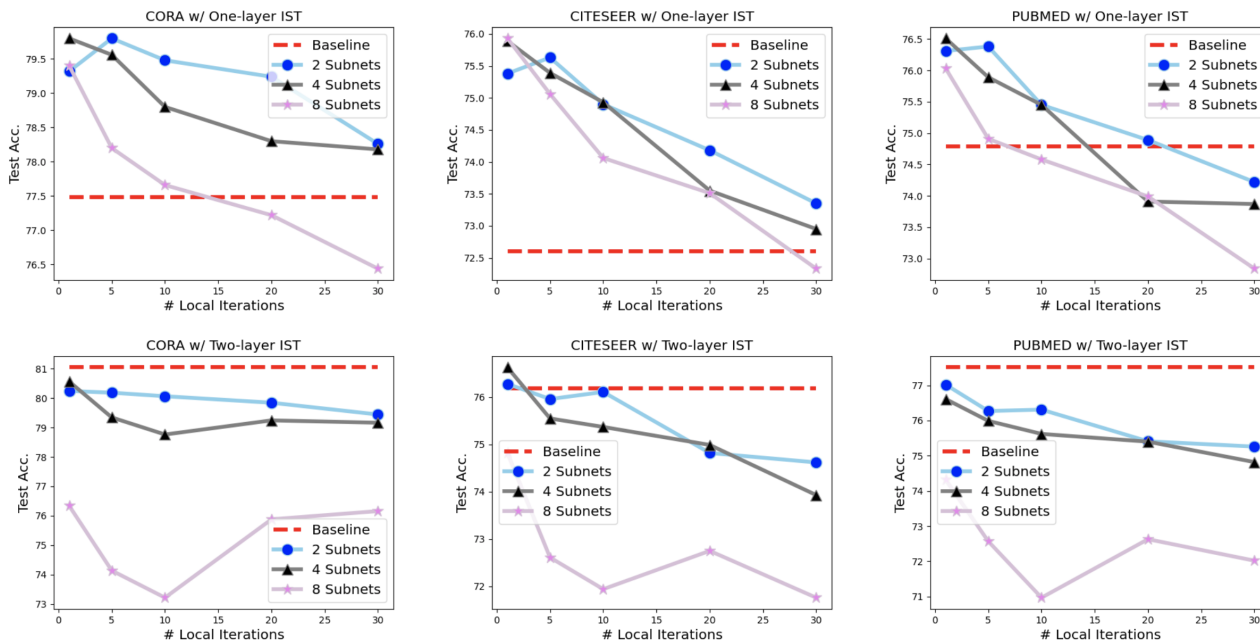 CORA w/ One-layer IST
Test Acc.
79.5
79.0
78.5
78.0
77.5
77.0
76.5
Baseline
2 Subnets
4 Subnets
8 Subnets
0 5 10 15 20 25 30
# Local Iterations
CITESEER w/ One-layer IST
Test Acc.
76.0
75.5
75.0
74.5
74.0
73.5
73.0
72.5
Baseline
2 Subnets
4 Subnets
8 Subnets
0 5 10 15 20 25 30
# Local Iterations
PUBMED w/ One-layer IST
Test Acc.
76.5
76.0
75.5
75.0
74.5
74.0
73.5
73.0
Baseline
2 Subnets
4 Subnets
8 Subnets
0 5 10 15 20 25 30
# Local Iterations
CORA w/ Two-layer IST
Test Acc.
81
80
79
78
77
76
75
74
73
Baseline
2 Subnets
4 Subnets
8 Subnets
0 5 10 15 20 25 30
# Local Iterations
CITESEER w/ Two-layer IST
Test Acc.
76
75
74
73
72
Baseline
2 Subnets
4 Subnets
8 Subnets
0 5 10 15 20 25 30
# Local Iterations
PUBMED w/ Two-layer IST
Test Acc.
77
76
75
74
73
72
71
Baseline
2 Subnets
4 Subnets
8 Subnets
0 5 10 15 20 25 30
# Local Iterations